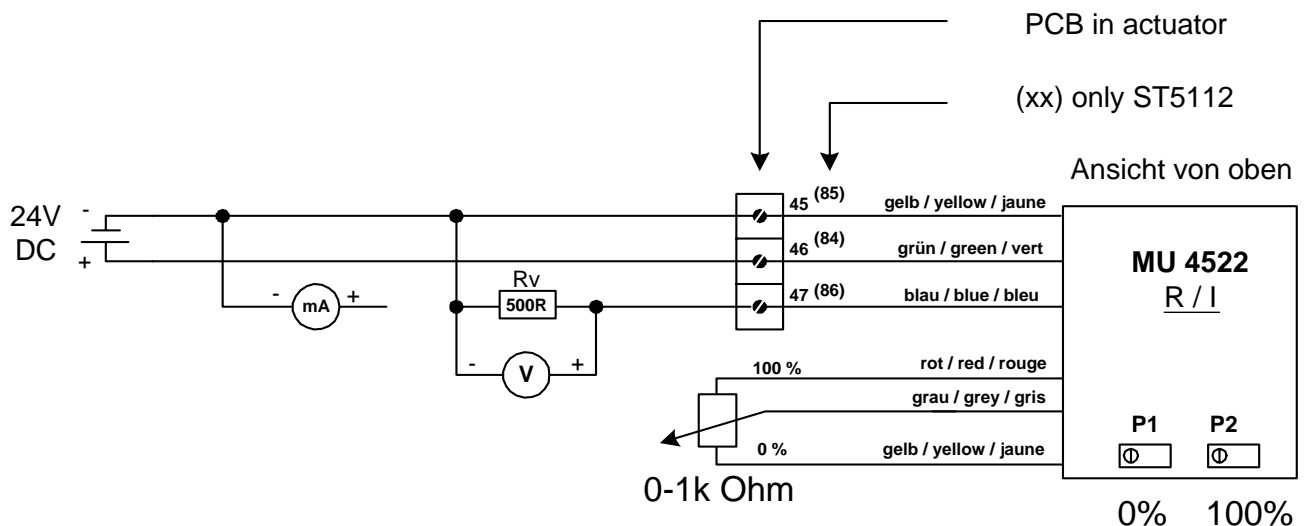 PCB in actuator
(xx) only ST5112
Ansicht von oben
24V
DC
-
+
45 (85)
gelb / yellow / jaune
46 (84)
grün / green / vert
47 (86)
blau / blue / bleu
MU 4522
R / I
- mA +
Rv
500R
- V +
100 %
rot / red / rouge
grau / grey / gris
0 %
gelb / yellow / jaune
0-1k Ohm
P1 P2
0% 100%